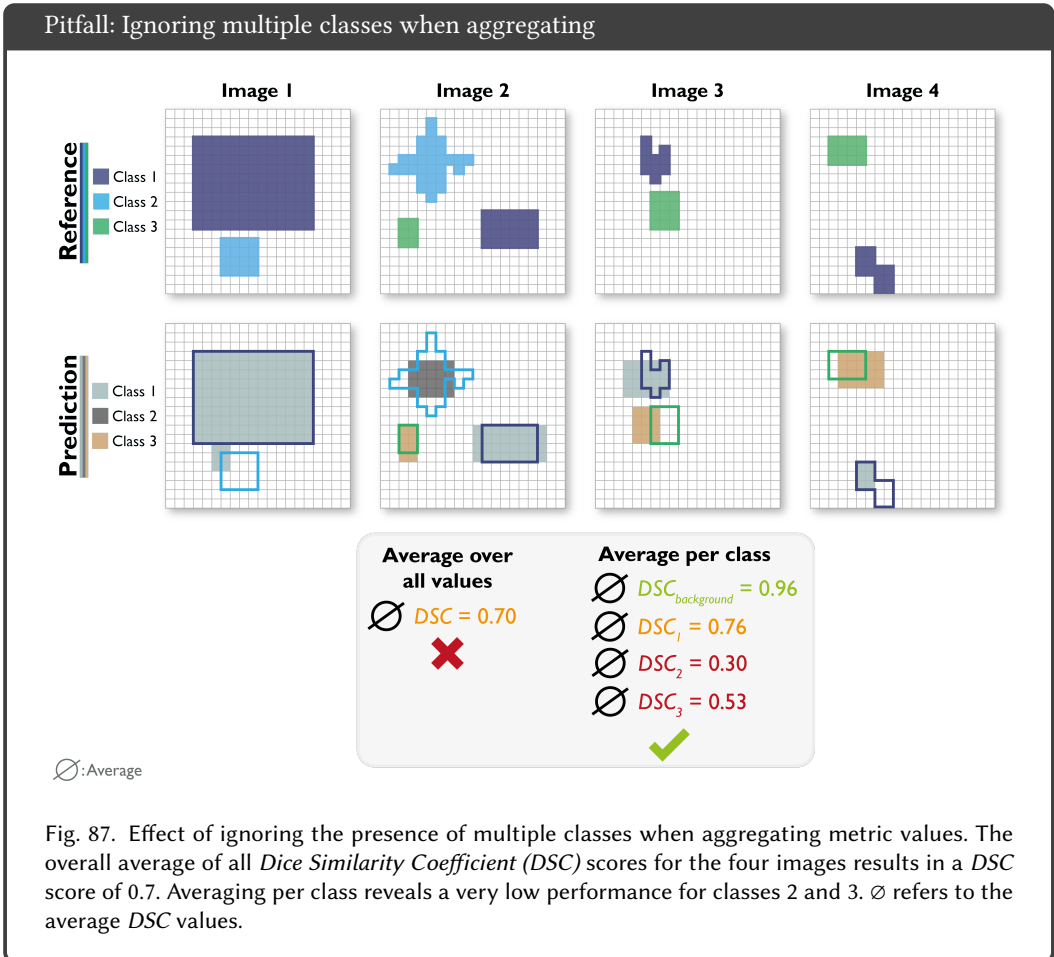 Pitfall: Ignoring multiple classes when aggregating
Image 1
Image 2
Image 3
Image 4
Reference
Class 1
Class 2
Class 3
Prediction
Class 1
Class 2
Class 3
Average over
all values
∅ DSC = 0.70
Average per class
∅ DSC_background = 0.96
∅ DSC_1 = 0.76
∅ DSC_2 = 0.30
∅ DSC_3 = 0.53
∅:Average
Fig. 87. Effect of ignoring the presence of multiple classes when aggregating metric values. The
overall average of all Dice Similarity Coefficient (DSC) scores for the four images results in a DSC
score of 0.7. Averaging per class reveals a very low performance for classes 2 and 3. ∅ refers to the
average DSC values.